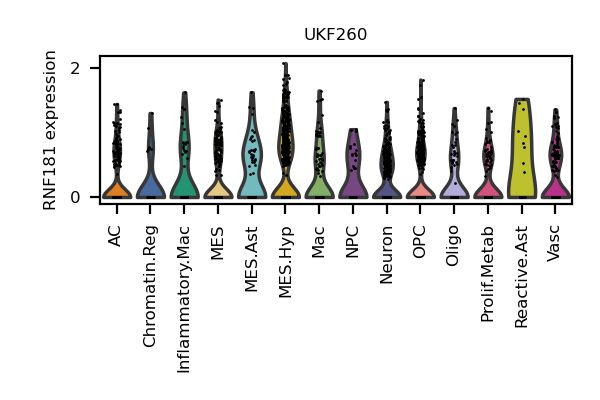 UKF260
RNF181 expression
2
0
AC
Chromatin.Reg
Inflammatory.Mac
MES
MES.Ast
MES.Hyp
Mac
NPC
Neuron
OPC
Oligo
Prolif.Metab
Reactive.Ast
Vasc